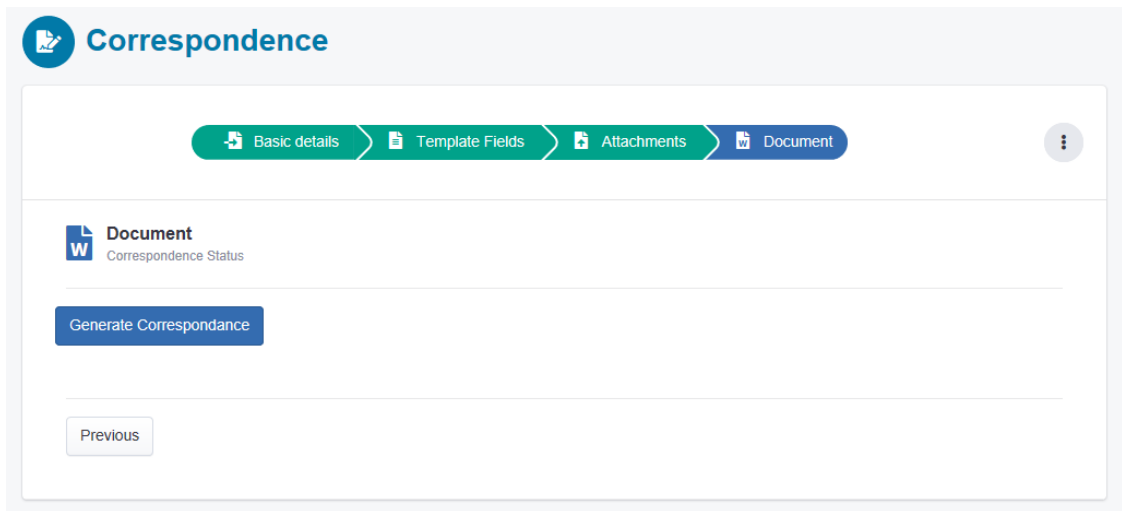 Correspondence
Basic details
Template Fields
Attachments
Document
W
Document
W
Correspondence Status
Generate Correspondance
Previous